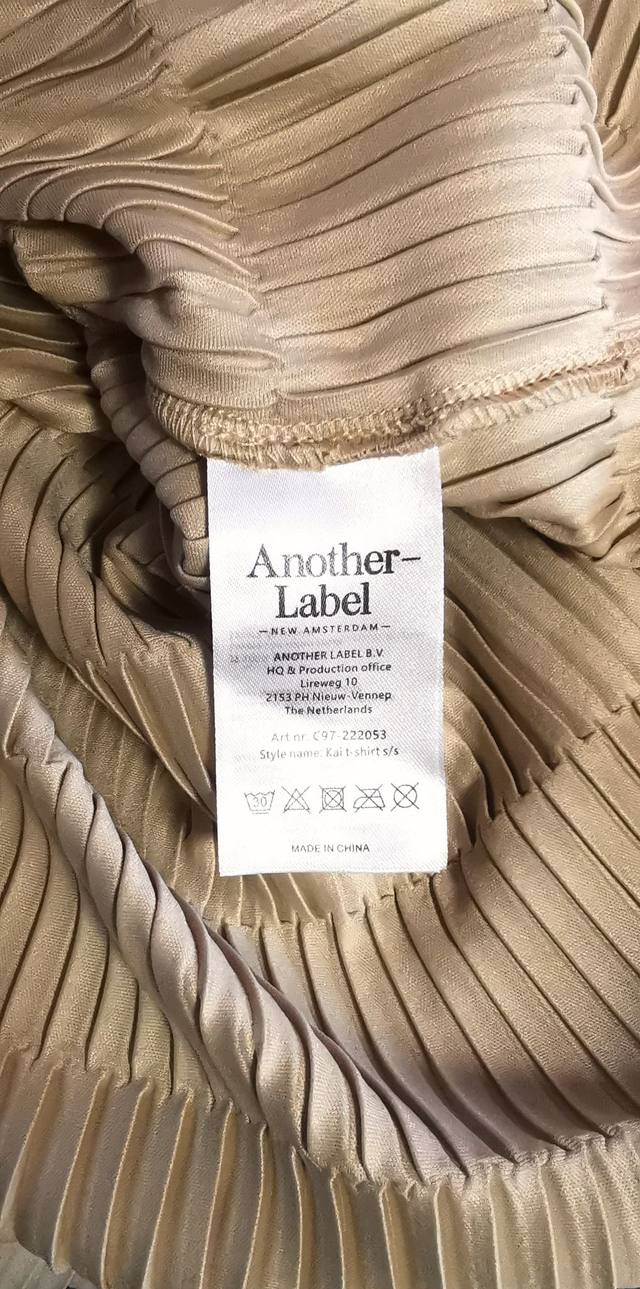 Another-
Label
—NEW AMSTERDAM—
ANOTHER LABEL B.V.
HQ & Production office
Lireweg 10
2153 PH Nieuw-Vennep
The Netherlands
Art nr. C97-222053
Style name: Kai t-shirt s/s
30
MADE IN CHINA